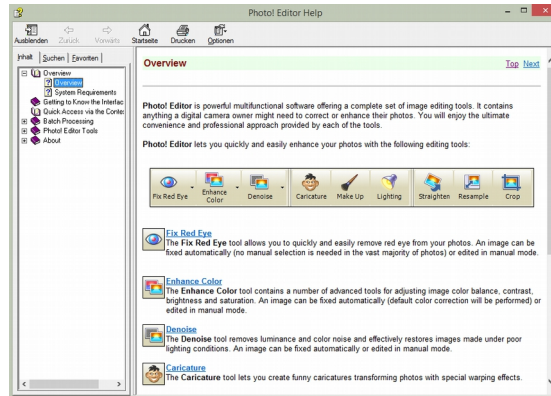 Photo! Editor Help
Ausblenden Zurück Vorwärts Startseite Drucken Optionen
Inhalt Suchen Favoriten
Overview
Overview
System Requirements
Getting to Know the Interfac
Quick Access via the Contex
Batch Processing
Photo! Editor Tools
About
Overview
Top Next
Photo! Editor is powerful multifunctional software offering a complete set of image editing tools. It contains
anything a digital camera owner might need to correct or enhance their photos. You will enjoy the ultimate
convenience and professional approach provided by each of the tools.
Photo! Editor lets you quickly and easily enhance your photos with the following editing tools:
Fix Red Eye Enhance Color Denoise Caricature Make Up Lighting Straighten Resample Crop
Fix Red Eye
The Fix Red Eye tool allows you to quickly and easily remove red eye from your photos. An image can be
fixed automatically (no manual selection is needed in the vast majority of photos) or edited in manual mode.
Enhance Color
The Enhance Color tool contains a number of advanced tools for adjusting image color balance, contrast,
brightness and saturation. An image can be fixed automatically (default color correction will be performed) or
edited in manual mode.
Denoise
The Denoise tool removes luminance and color noise and effectively restores images made under poor
lighting conditions. An image can be fixed automatically or edited in manual mode.
Caricature
The Caricature tool lets you create funny caricatures transforming photos with special warping effects.